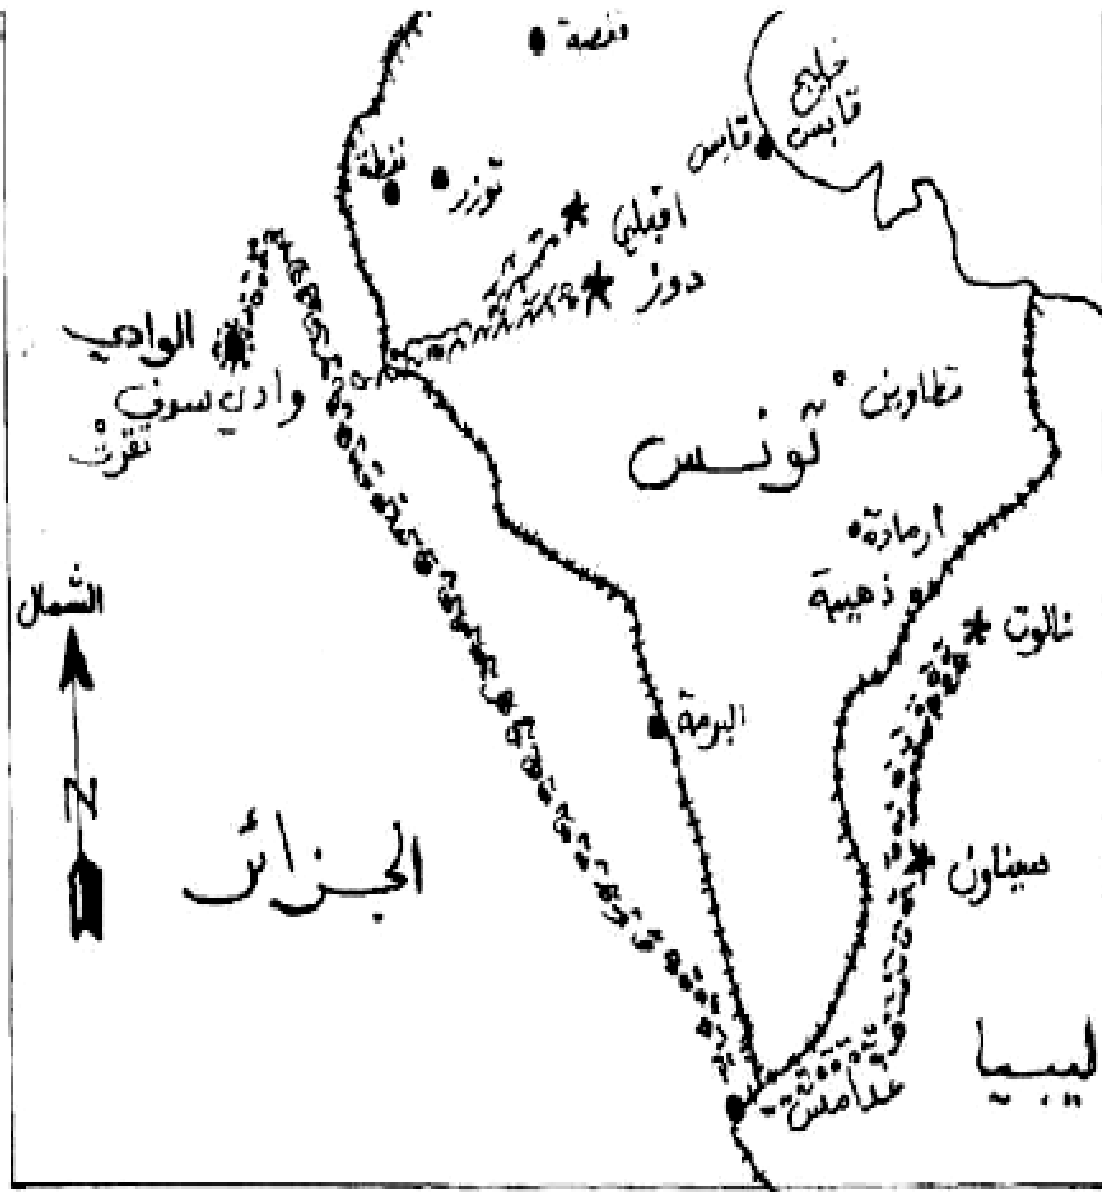 قفصة
خليج
قابس
قابس
نفطة
توزر
اقبلي
دوز
الوادي
وادي سوف
تقرت
تطاوين
تونس
ارمادة
ذهيبة
نالوت
الشمال
البرمة
N
الجزائر
سيناون
ليبيا
غدامس